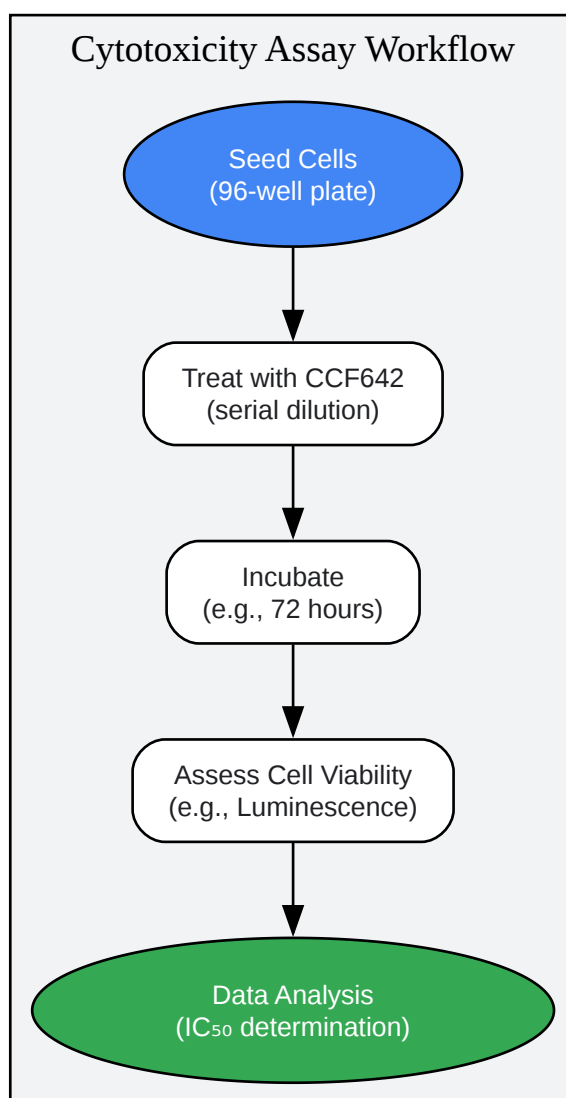 Cytotoxicity Assay Workflow
Seed Cells
(96-well plate)
Treat with CCF642
(serial dilution)
Incubate
(e.g., 72 hours)
Assess Cell Viability
(e.g., Luminescence)
Data Analysis
(IC₅₀ determination)